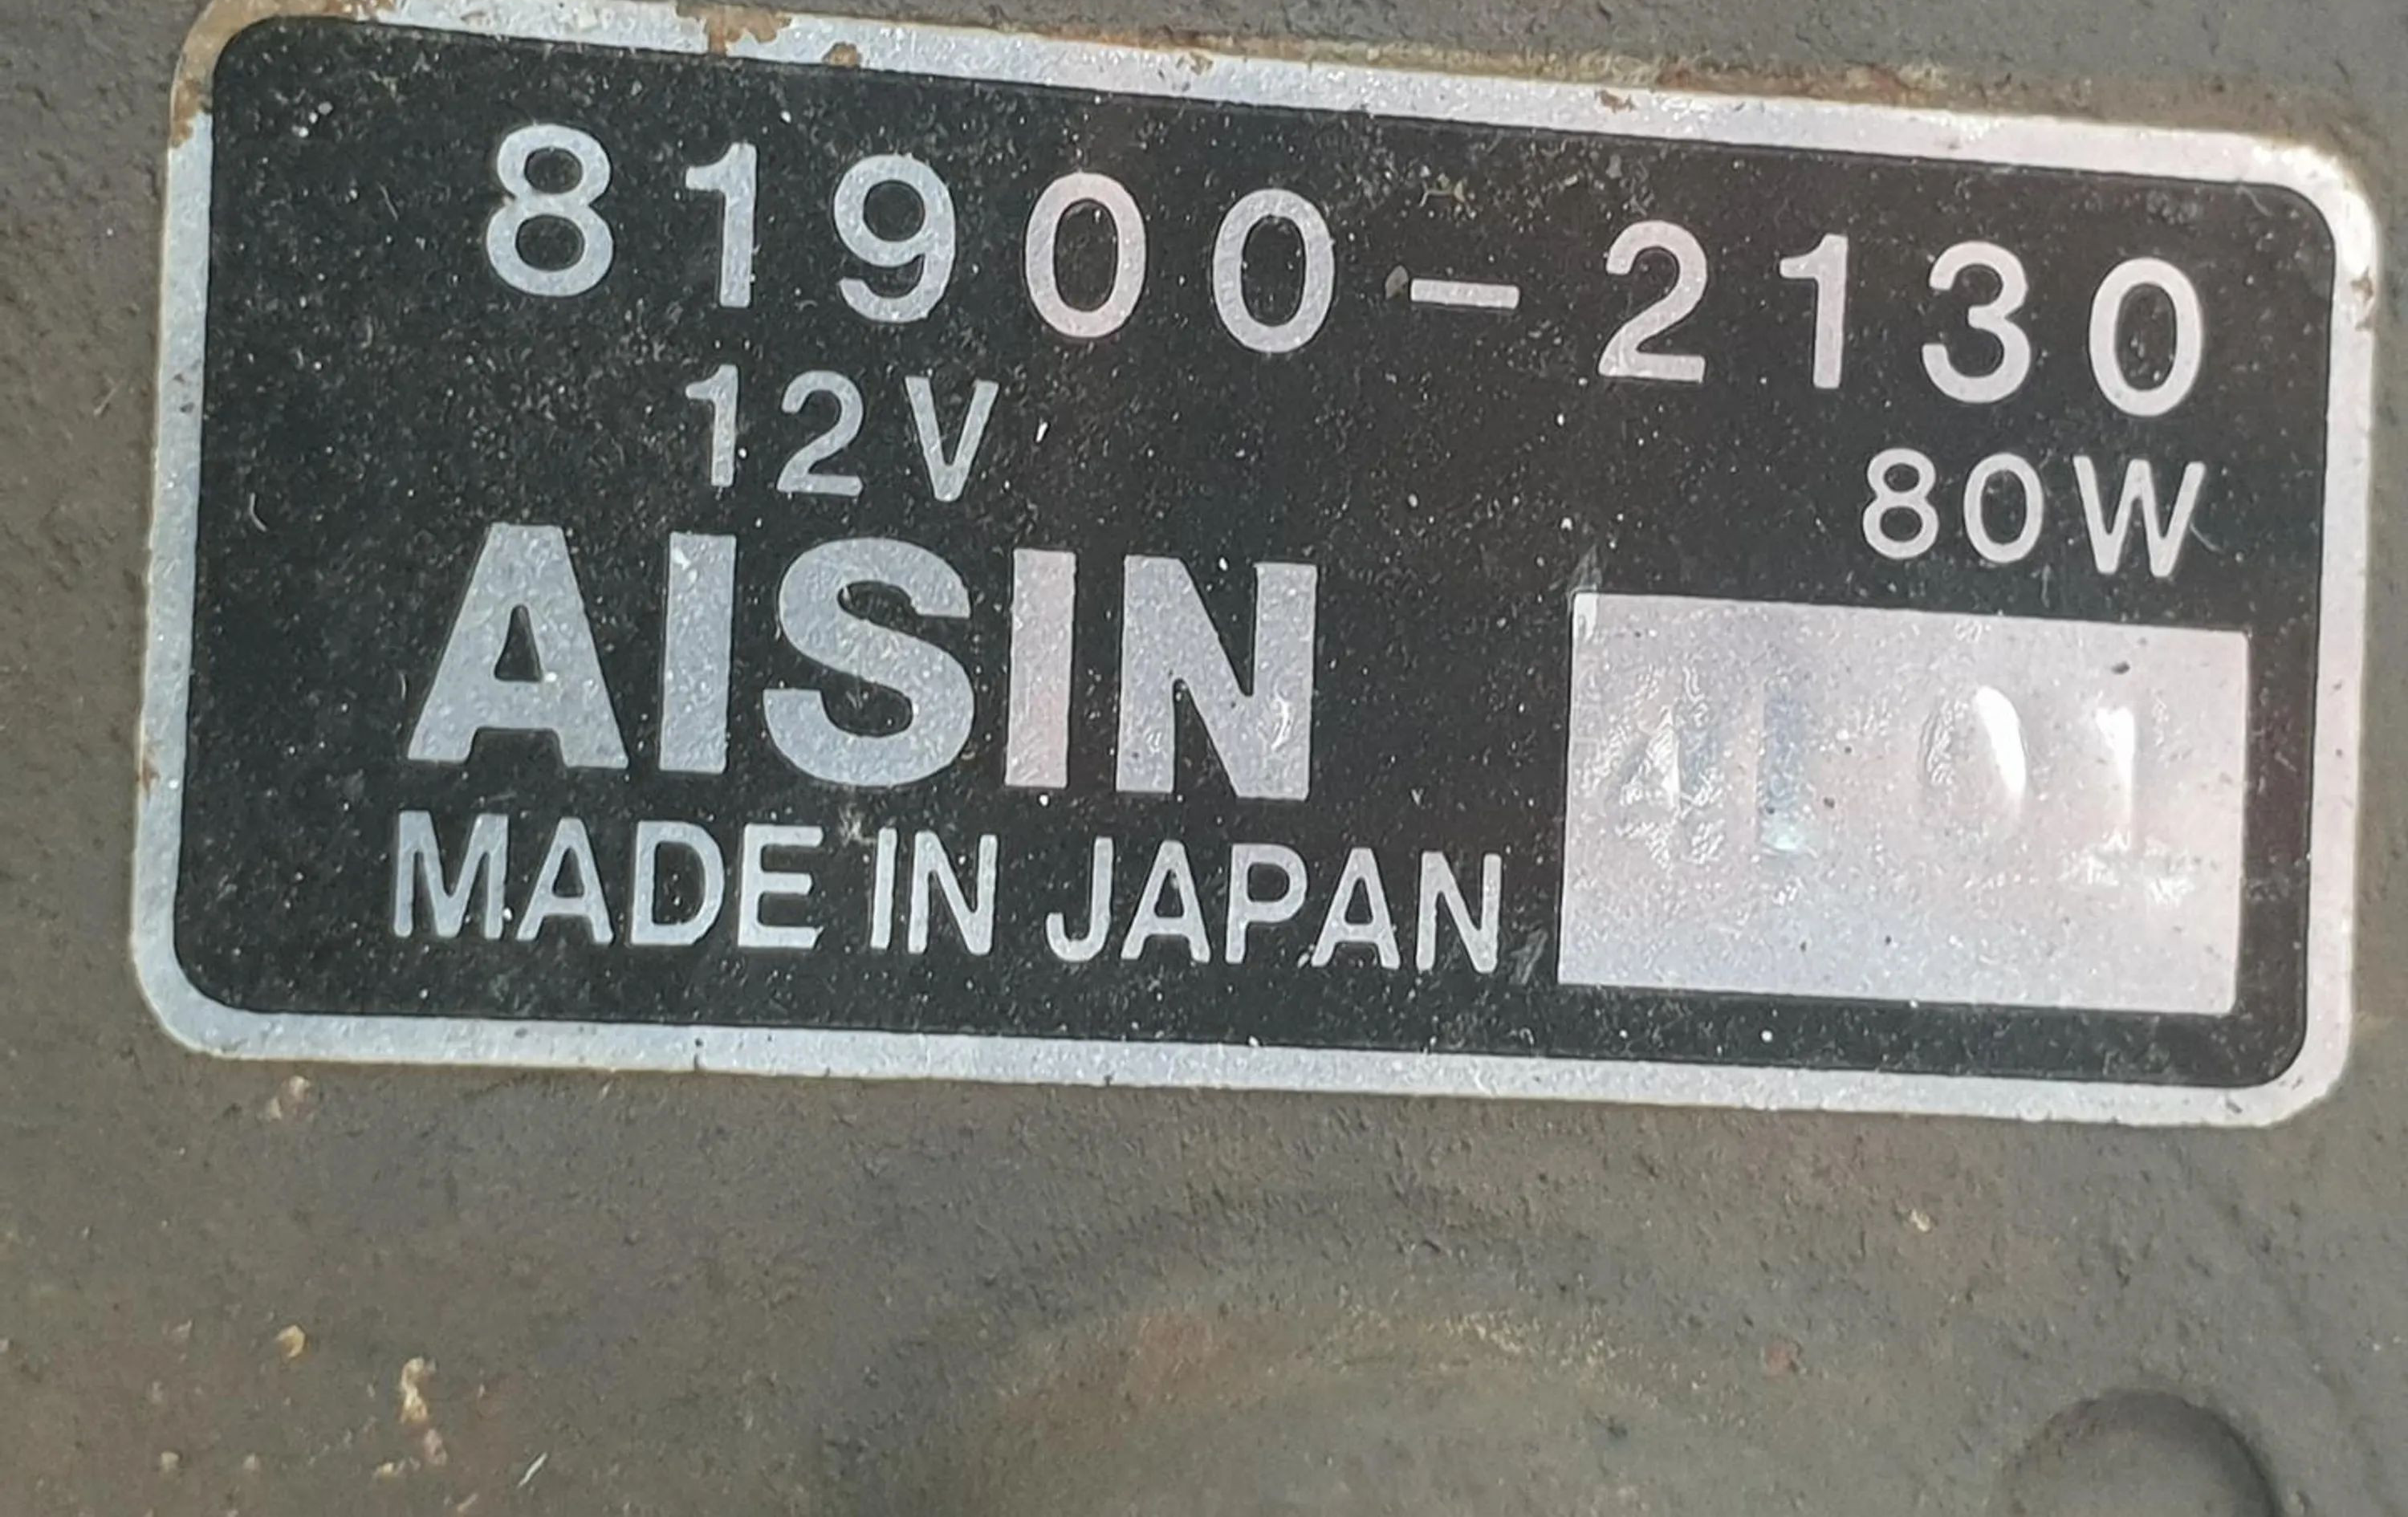 81900-2130
12V 80W
AISIN
MADE IN JAPAN